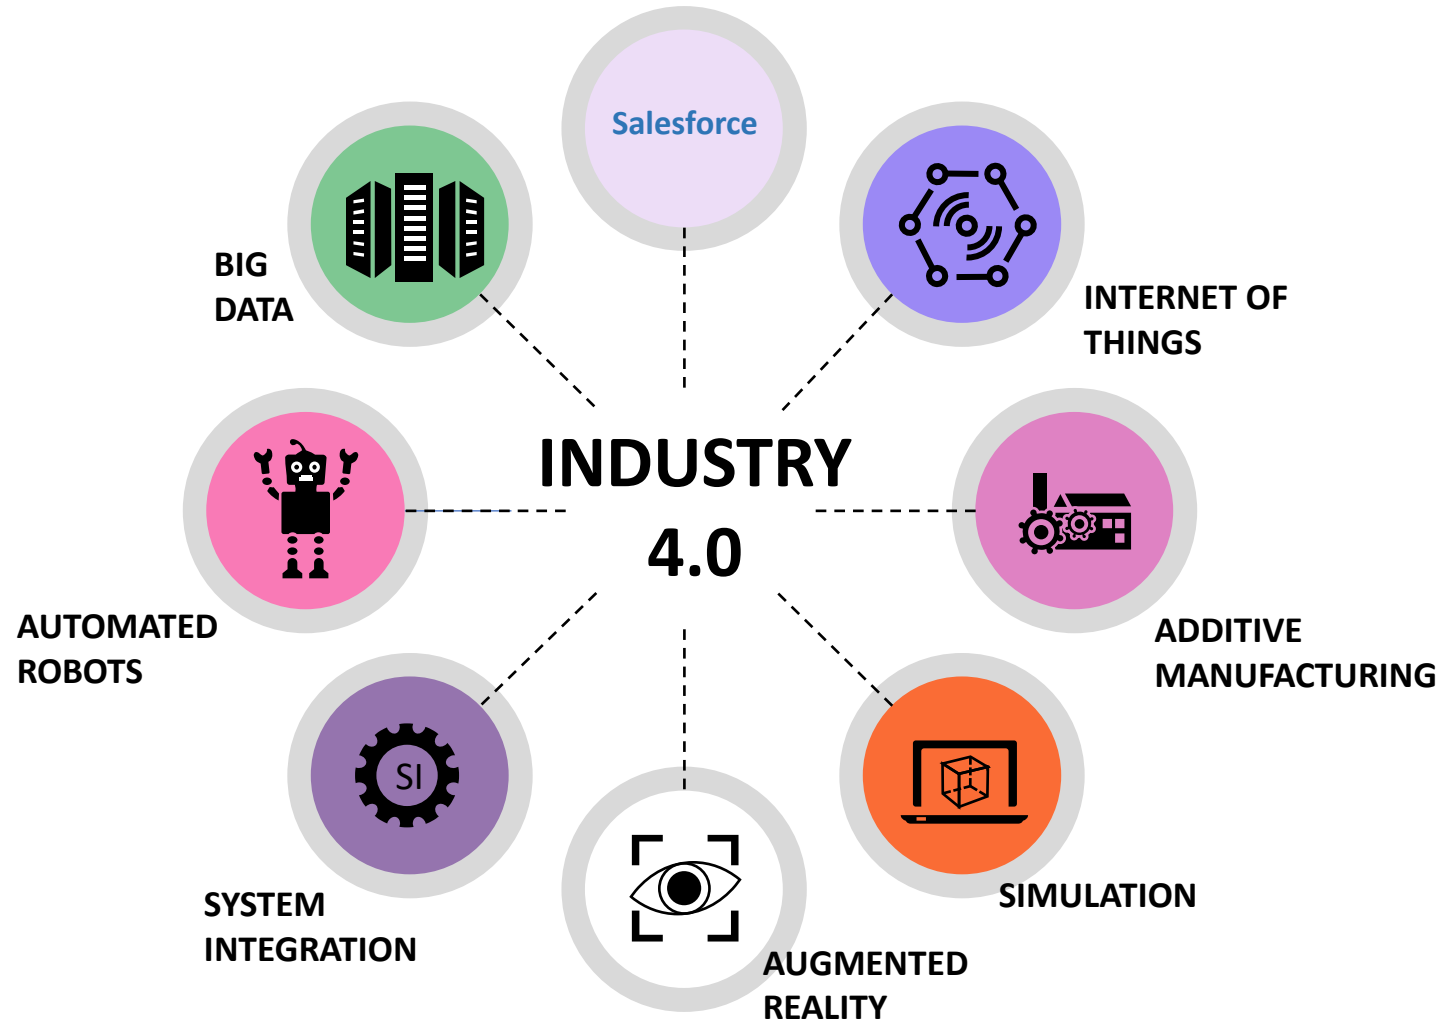 Salesforce
BIG
DATA
INTERNET OF
THINGS
INDUSTRY
4.0
AUTOMATED
ROBOTS
ADDITIVE
MANUFACTURING
SI
SYSTEM
INTEGRATION
SIMULATION
AUGMENTED
REALITY